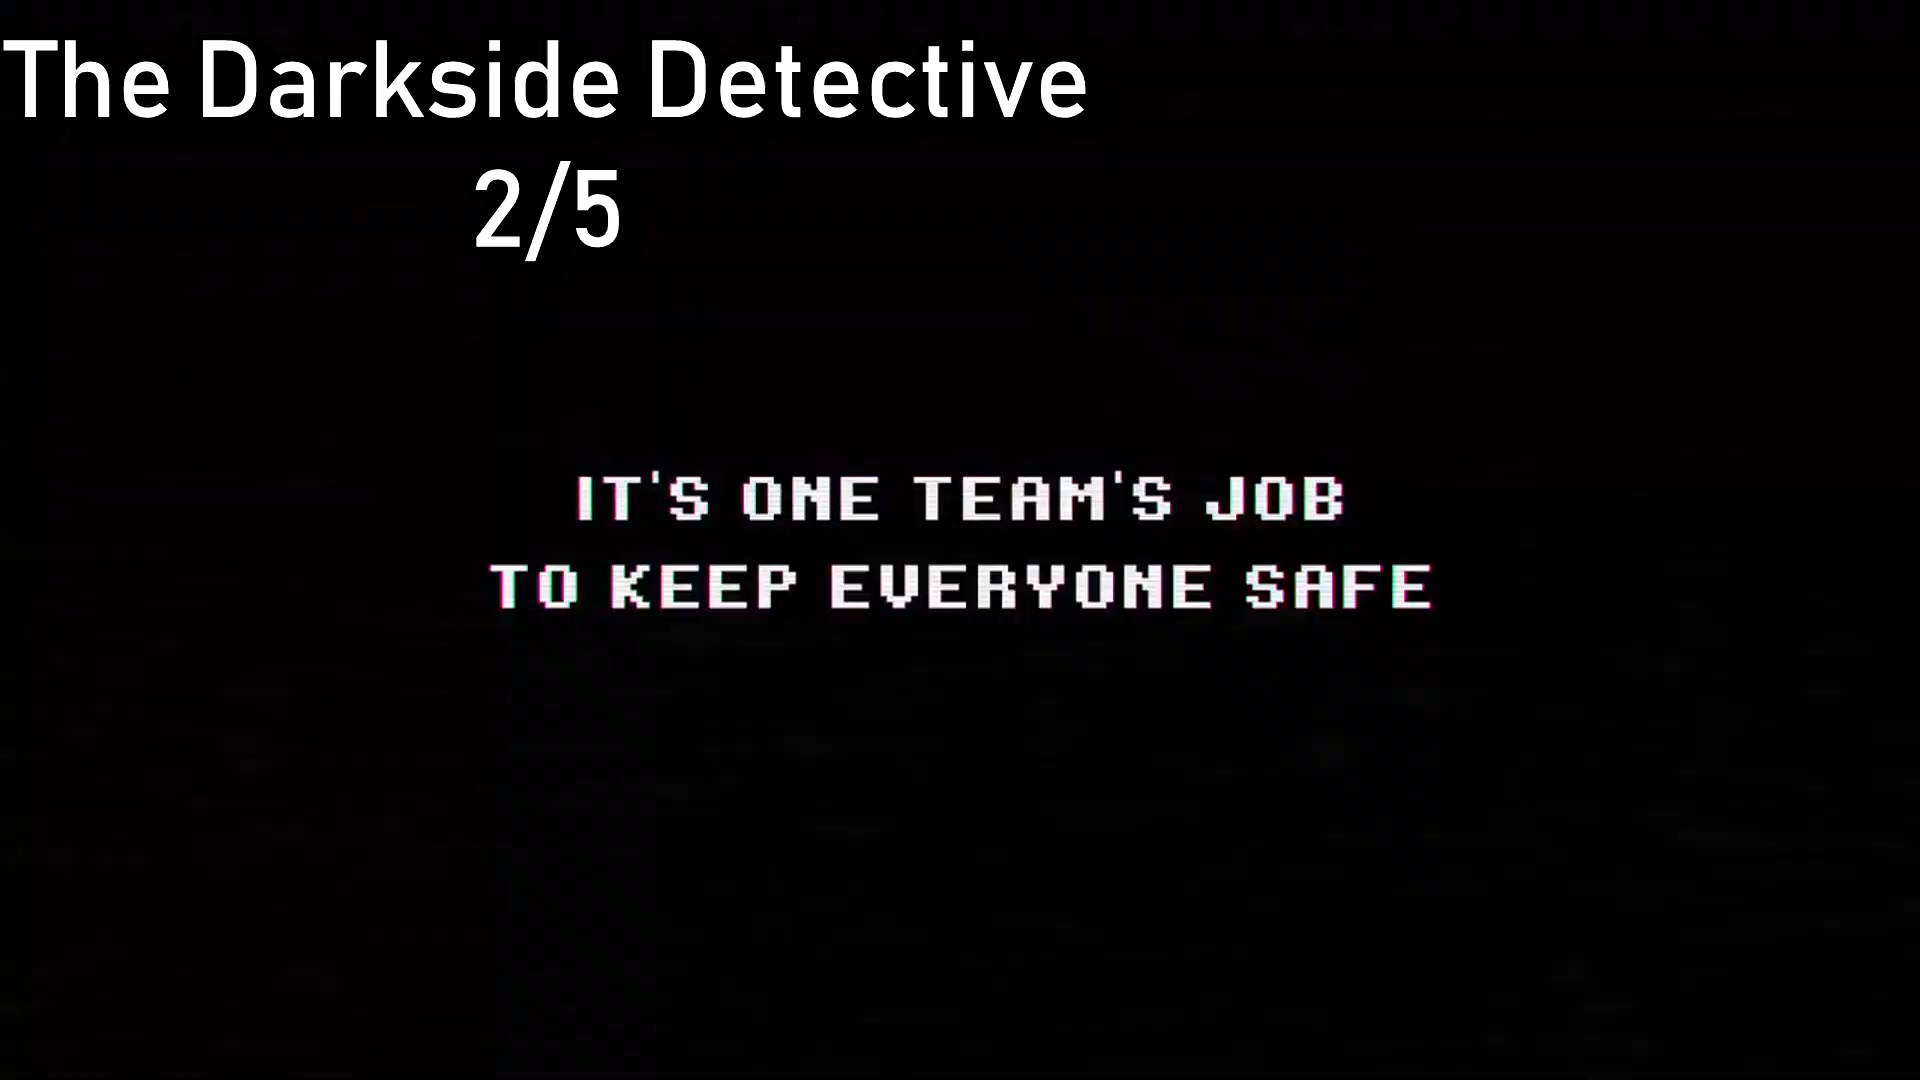 The Darkside Detective
2/5
IT'S ONE TEAM'S JOB
TO KEEP EVERYONE SAFE